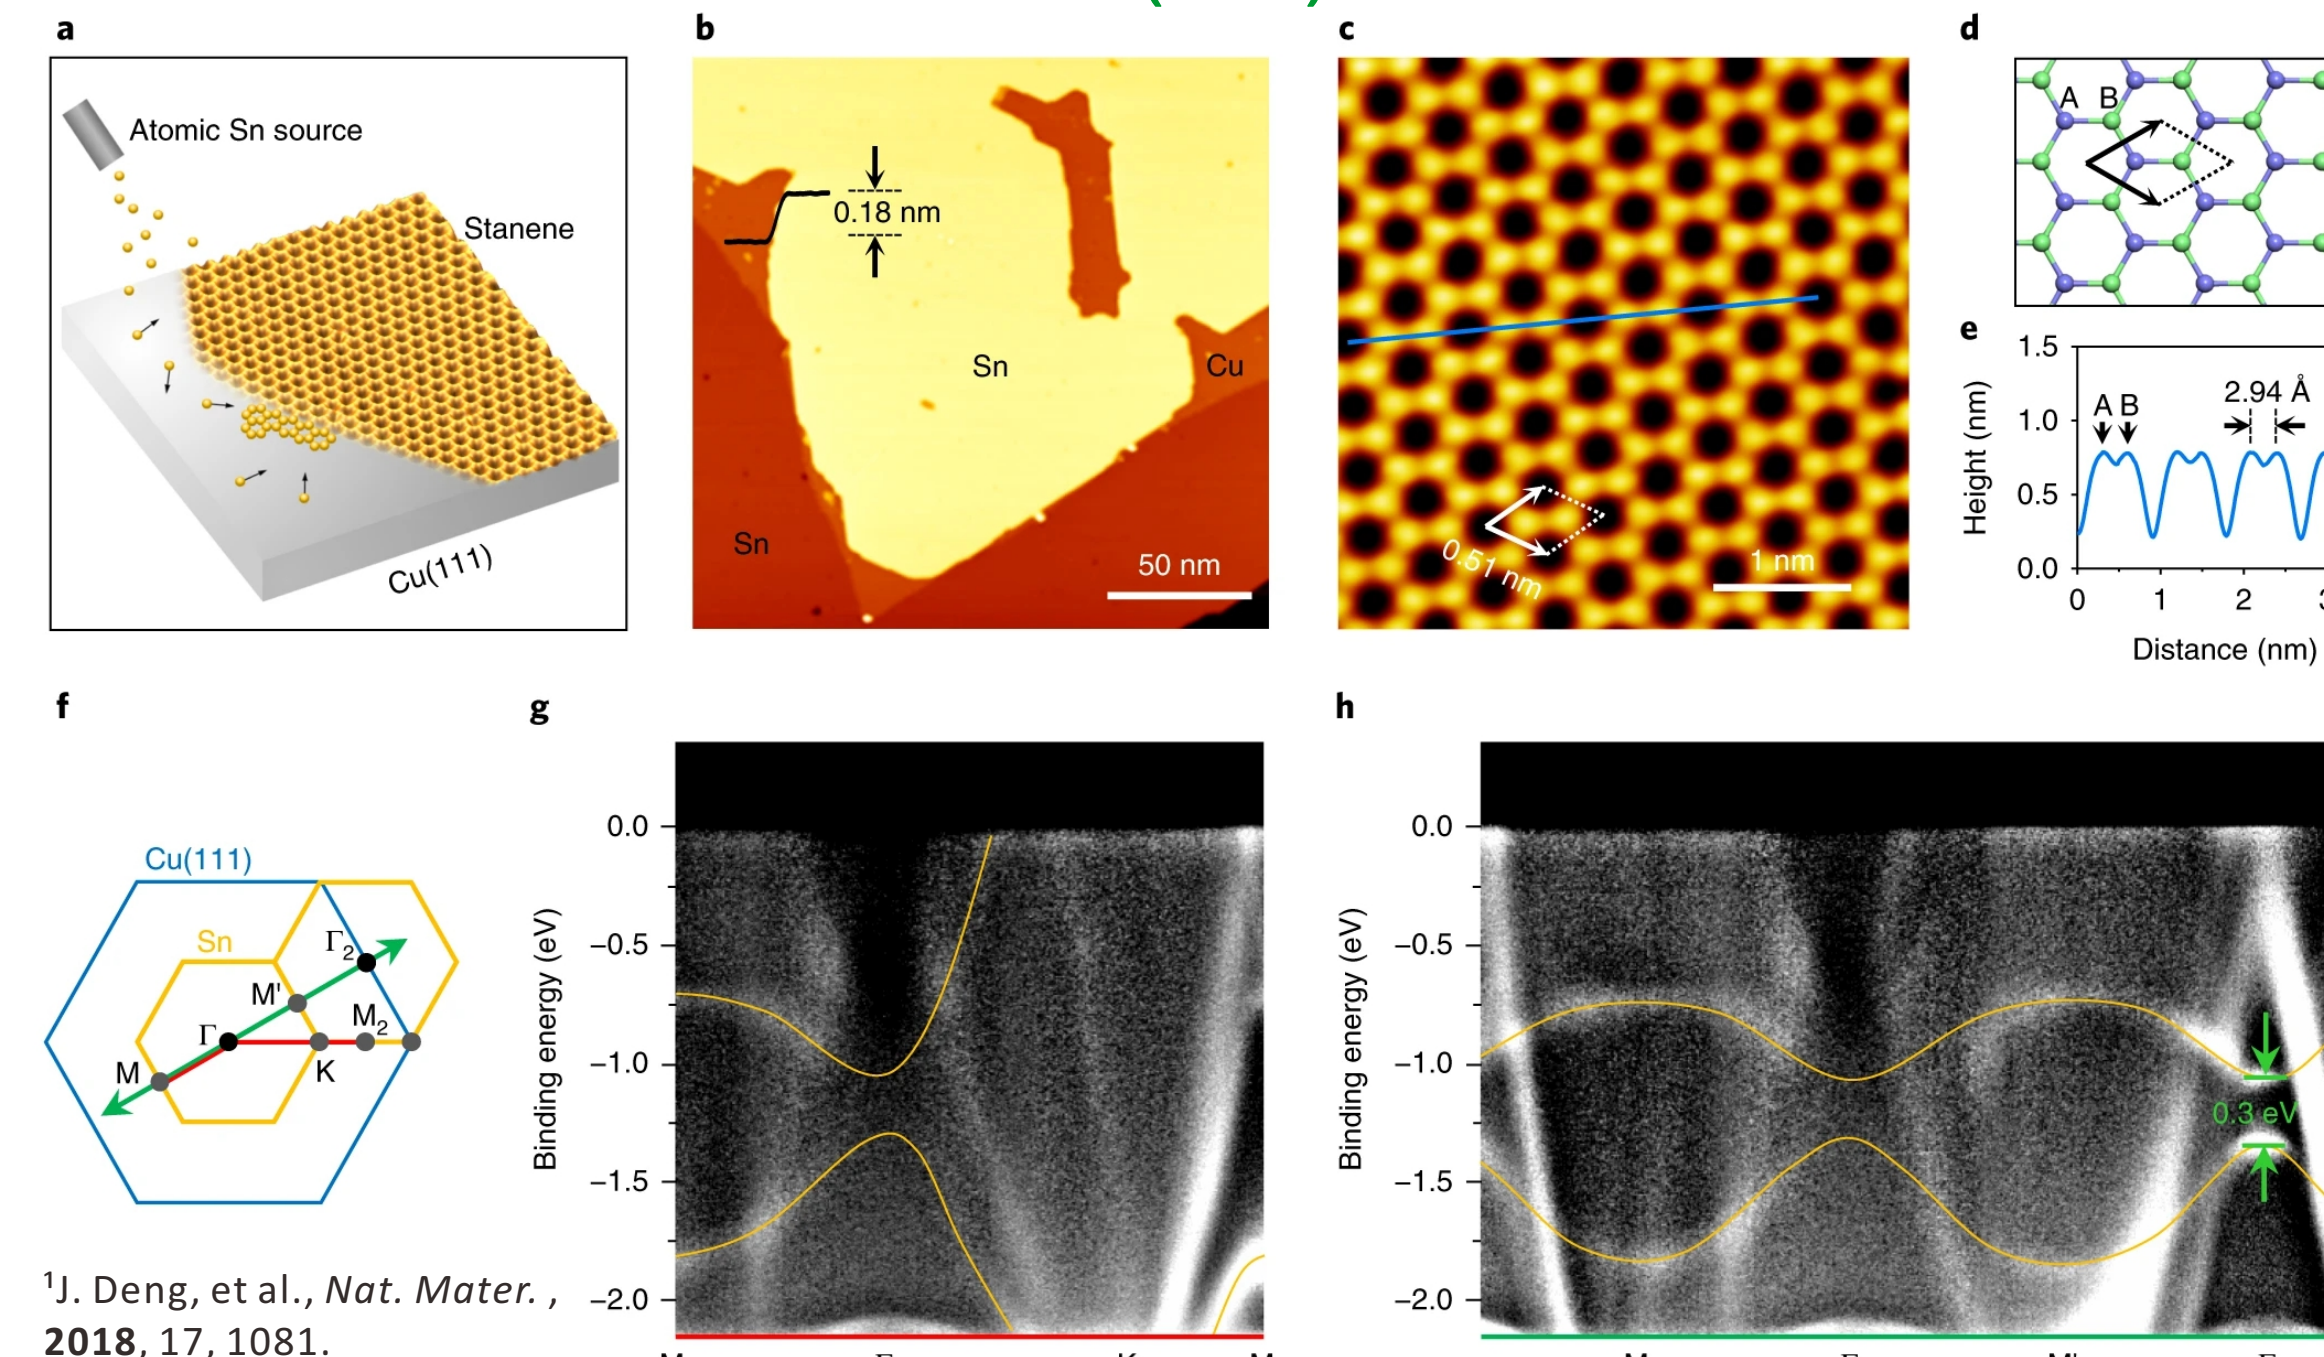 a
Atomic Sn source
Stanene
Cu(111)
b
0.18 nm
Sn
Cu
Sn
50 nm
c
0.51 nm
1 nm
d
A B
e
1.5
1.0
0.5
0.0
Height (nm)
A B
2.94 Å
0 1 2
Distance (nm)
f
Cu(111)
Sn
Γ2
M'
M2
Γ
M
K
g
0.0
−0.5
−1.0
−1.5
−2.0
Binding energy (eV)
h
0.0
−0.5
−1.0
−1.5
−2.0
Binding energy (eV)
0.3 eV
¹J. Deng, et al., Nat. Mater. ,
2018, 17, 1081.